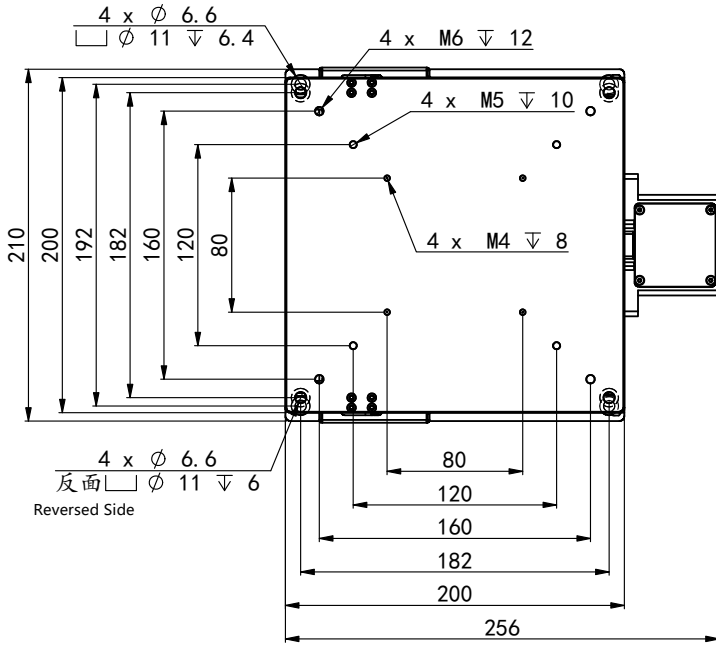 4 x ∅ 6.6
⌴ ∅ 11 ↧ 6.4
4 x M6 ↧ 12
4 x M5 ↧ 10
4 x M4 ↧ 8
210
200
192
182
160
120
80
4 x ∅ 6.6
反面⌴ ∅ 11 ↧ 6
Reversed Side
80
120
160
182
200
256